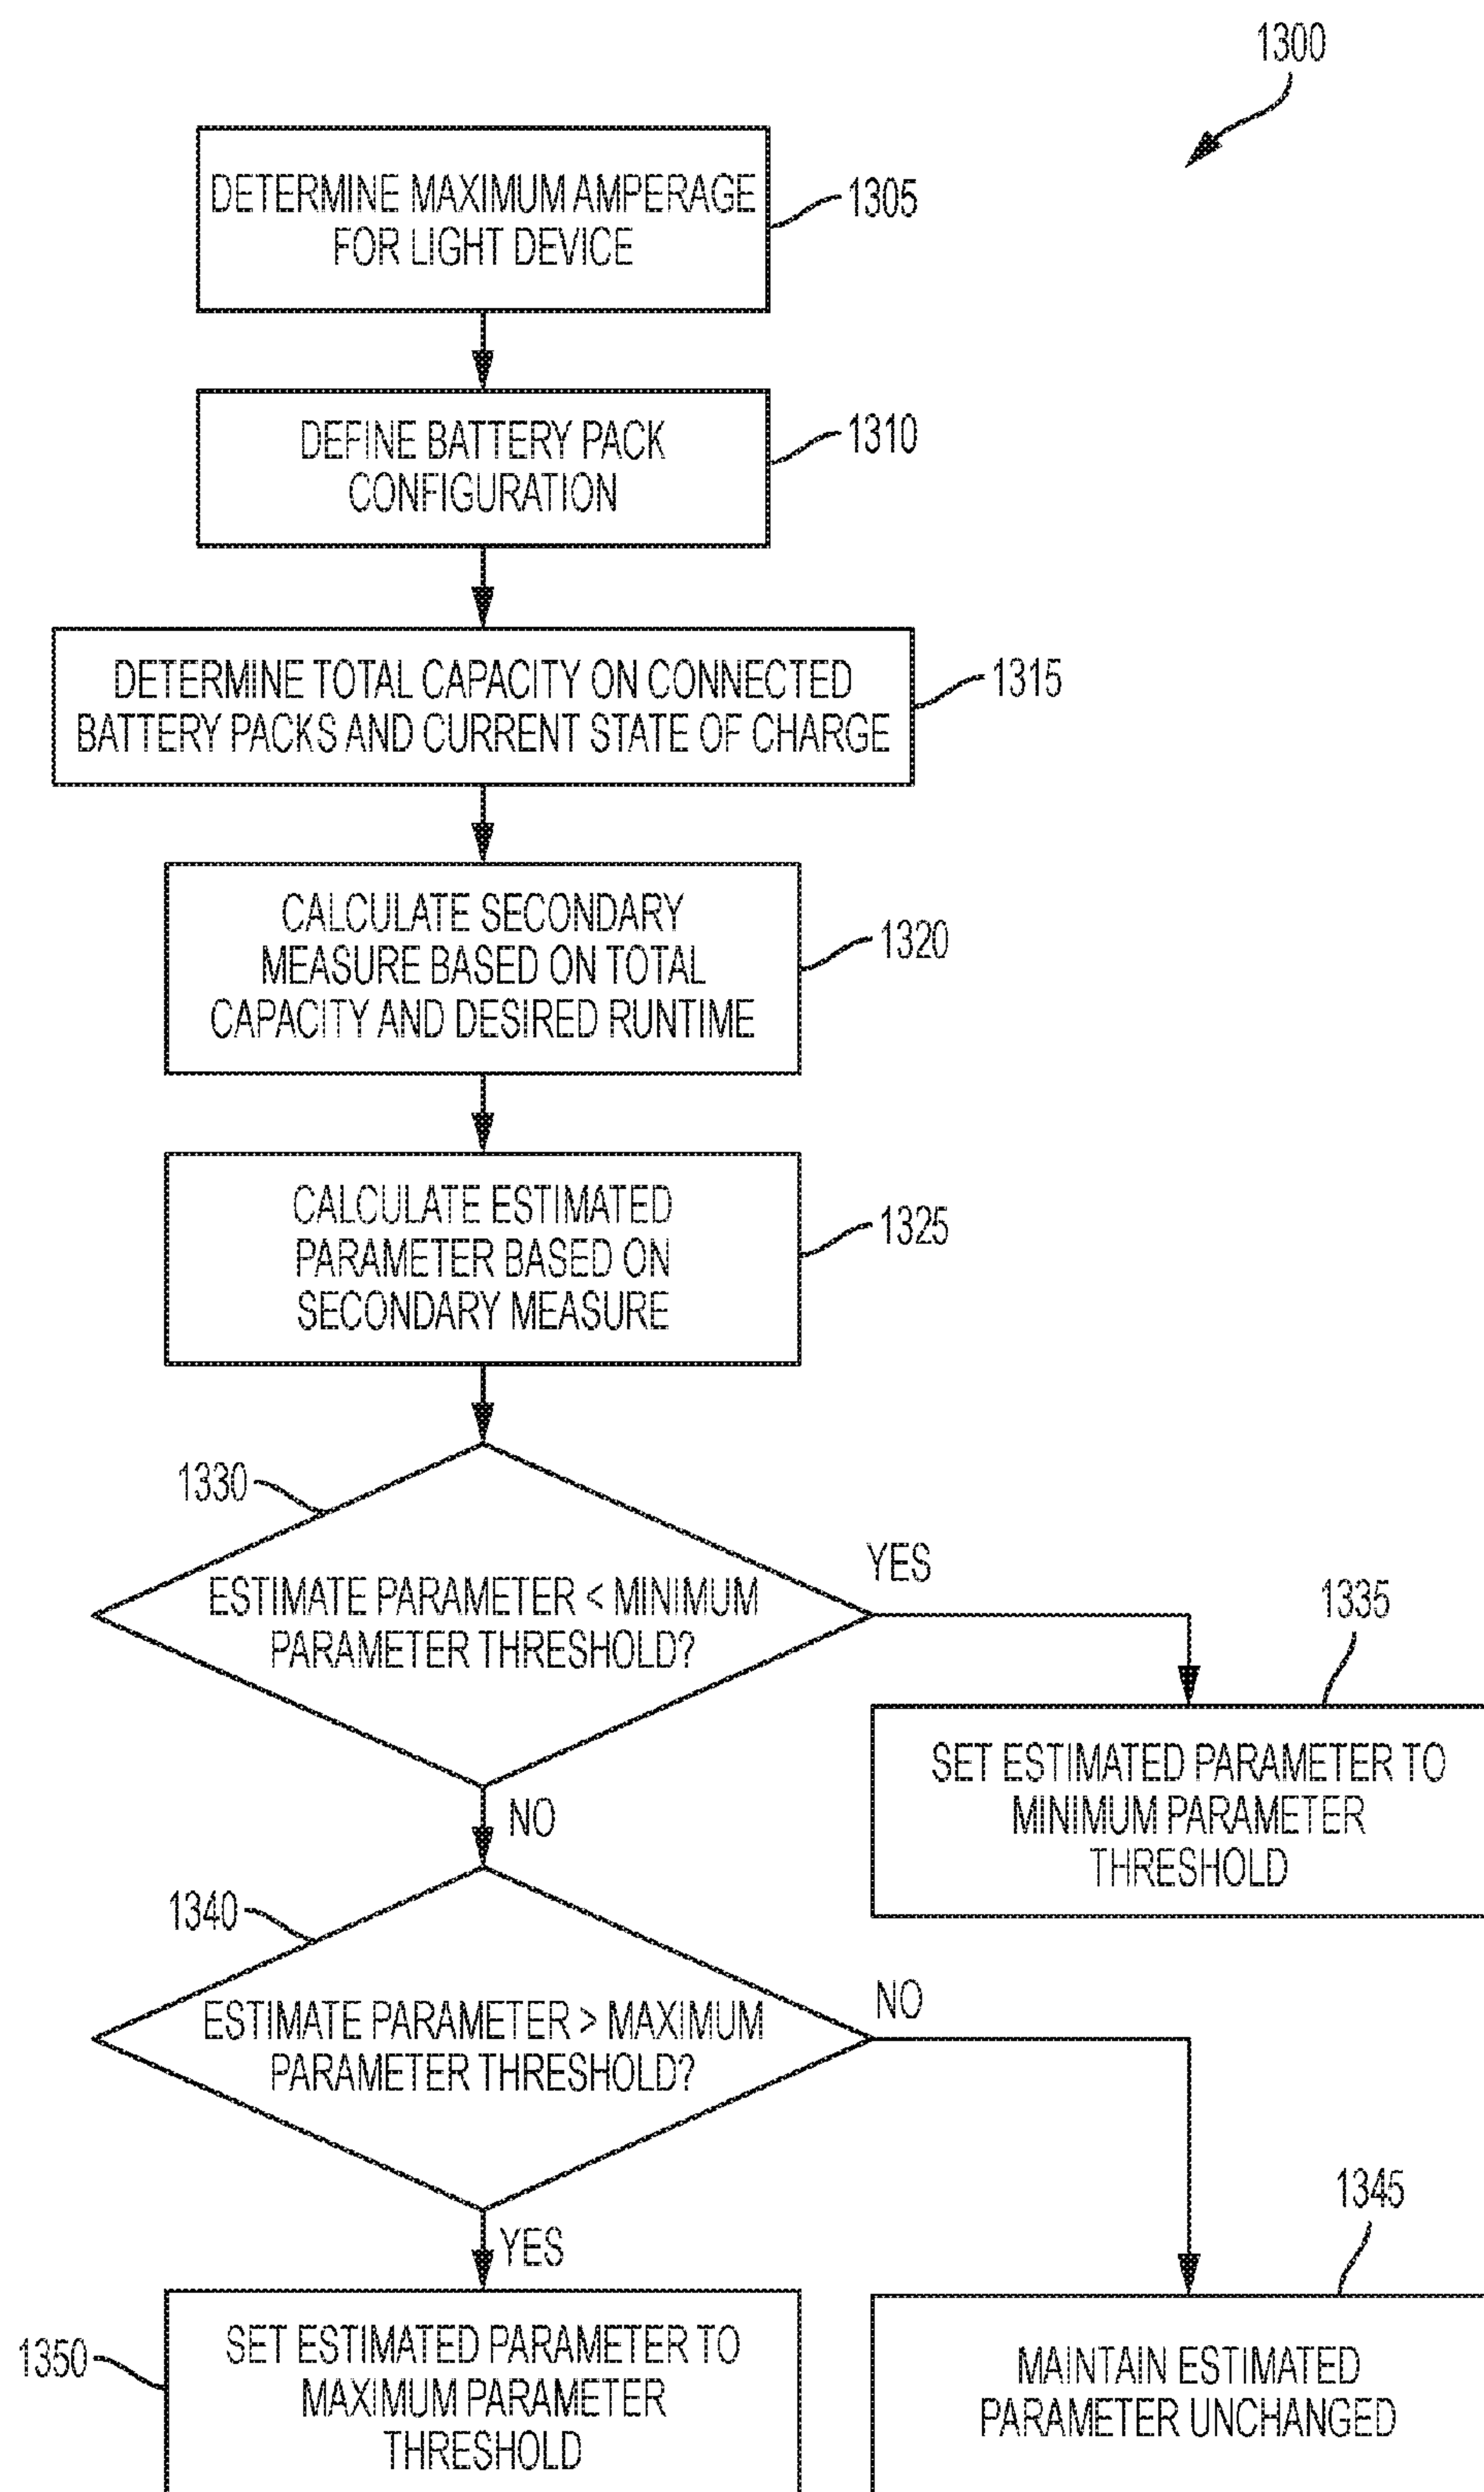 1300
DETERMINE MAXIMUM AMPERAGE
FOR LIGHT DEVICE
1305
DEFINE BATTERY PACK
CONFIGURATION
1310
DETERMINE TOTAL CAPACITY ON CONNECTED
BATTERY PACKS AND CURRENT STATE OF CHARGE
1315
CALCULATE SECONDARY
MEASURE BASED ON TOTAL
CAPACITY AND DESIRED RUNTIME
1320
CALCULATE ESTIMATED
PARAMETER BASED ON
SECONDARY MEASURE
1325
1330
ESTIMATE PARAMETER < MINIMUM
PARAMETER THRESHOLD?
YES
1335
SET ESTIMATED PARAMETER TO
MINIMUM PARAMETER
THRESHOLD
NO
1340
ESTIMATE PARAMETER > MAXIMUM
PARAMETER THRESHOLD?
NO
1345
YES
1350
SET ESTIMATED PARAMETER TO
MAXIMUM PARAMETER
THRESHOLD
MAINTAIN ESTIMATED
PARAMETER UNCHANGED